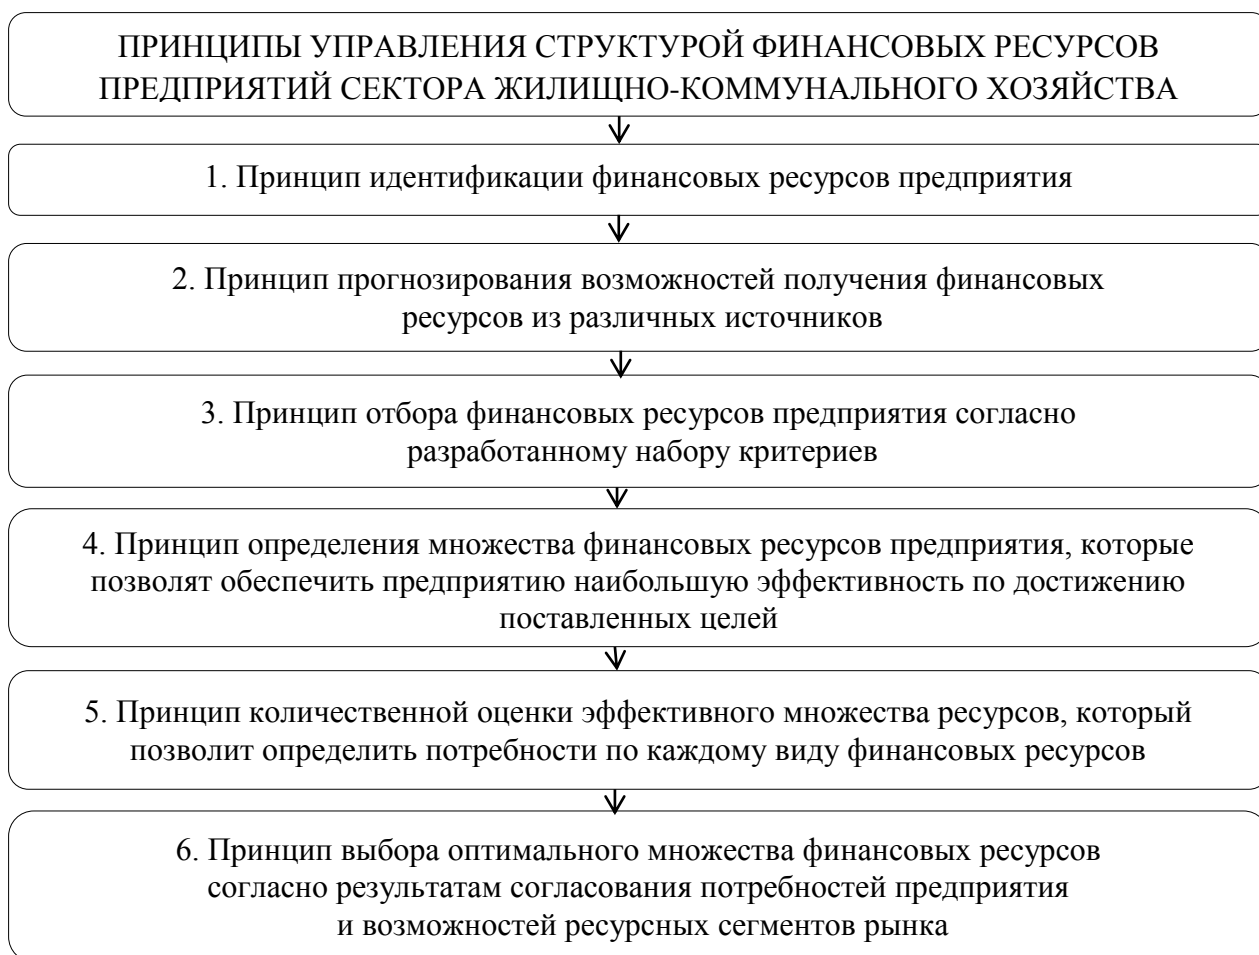 ПРИНЦИПЫ УПРАВЛЕНИЯ СТРУКТУРОЙ ФИНАНСОВЫХ РЕСУРСОВ
ПРЕДПРИЯТИЙ СЕКТОРА ЖИЛИЩНО-КОММУНАЛЬНОГО ХОЗЯЙСТВА
1. Принцип идентификации финансовых ресурсов предприятия
2. Принцип прогнозирования возможностей получения финансовых
ресурсов из различных источников
3. Принцип отбора финансовых ресурсов предприятия согласно
разработанному набору критериев
4. Принцип определения множества финансовых ресурсов предприятия, которые
позволят обеспечить предприятию наибольшую эффективность по достижению
поставленных целей
5. Принцип количественной оценки эффективного множества ресурсов, который
позволит определить потребности по каждому виду финансовых ресурсов
6. Принцип выбора оптимального множества финансовых ресурсов
согласно результатам согласования потребностей предприятия
и возможностей ресурсных сегментов рынка